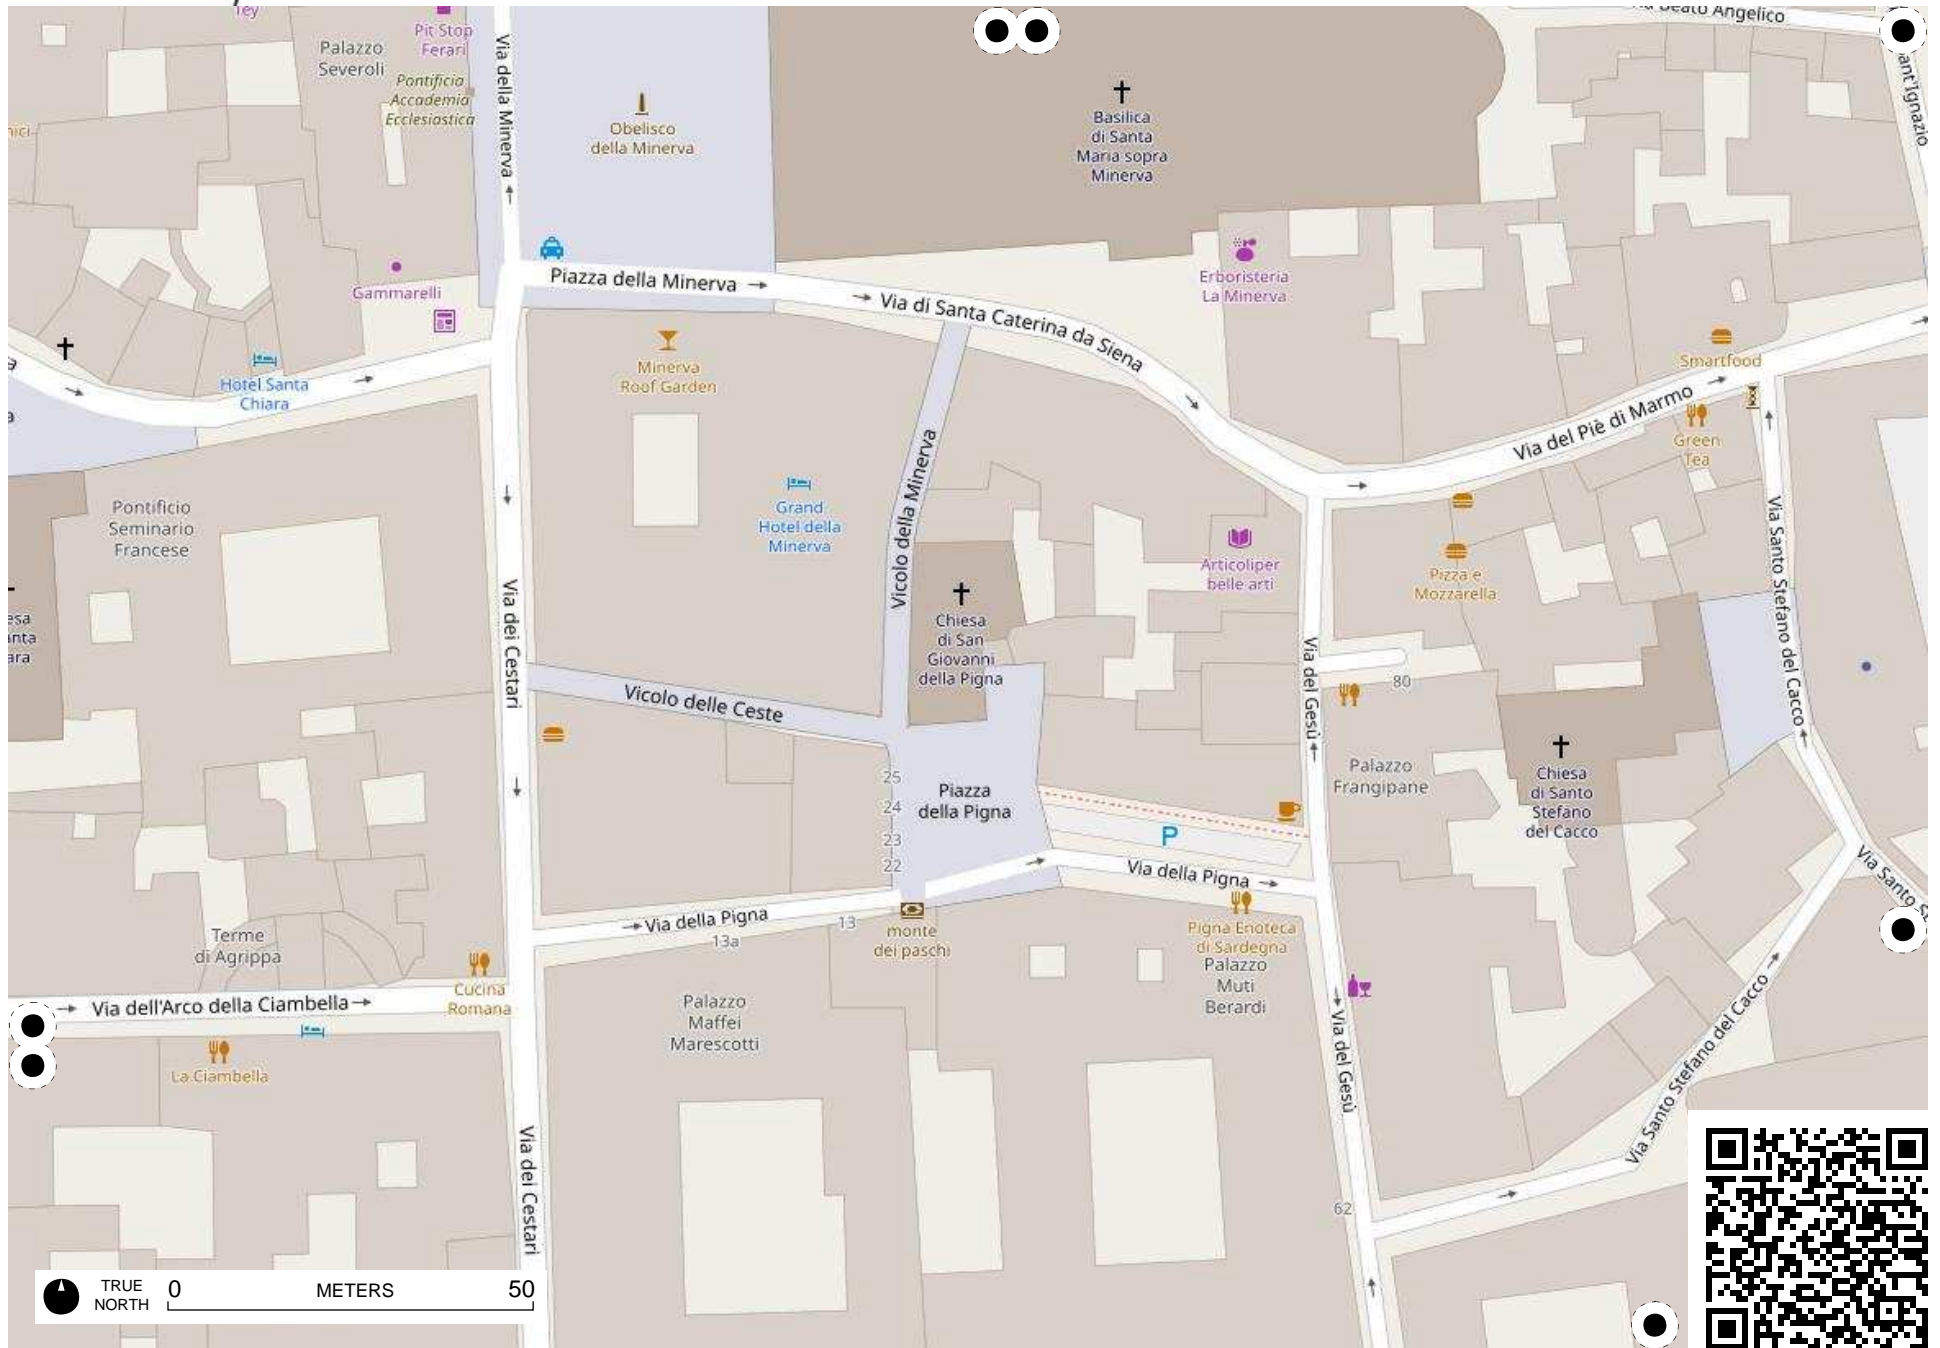 Tey
Pit Stop
Ferari
Palazzo
Severoli
Pontificia
Accademia
Ecclesiastica
Via della Minerva
Obelisco
della Minerva
Basilica
di Santa
Maria sopra
Minerva
Beato Angelico
ant'Ignazio
Gammarelli
Piazza della Minerva
Via di Santa Caterina da Siena
Erboristeria
La Minerva
Smartfood
Hotel Santa
Chiara
Minerva
Roof Garden
Via del Piè di Marmo
Green
Tea
Pontificio
Seminario
Francese
Grand
Hotel della
Minerva
Vicolo della Minerva
Articoliper
belle arti
Pizza e
Mozzarella
Via Santo Stefano del Cacco
Via dei Cestari
Chiesa
di San
Giovanni
della Pigna
Via del Gesù
80
Vicolo delle Ceste
Palazzo
Frangipane
Chiesa
di Santo
Stefano
del Cacco
25
24
23
22
Piazza
della Pigna
P
Via della Pigna
Via della Pigna
13
13a
monte
dei paschi
Pigna Enoteca
di Sardegna
Palazzo
Muti
Berardi
Via Santo St
Terme
di Agrippa
Cucina
Romana
Via dell'Arco della Ciambella
La Ciambella
Palazzo
Maffei
Marescotti
Via del Gesù
Via Santo Stefano del Cacco
Via Santo Stefano del Cacco
Via dei Cestari
62
TRUE
NORTH
0 METERS 50